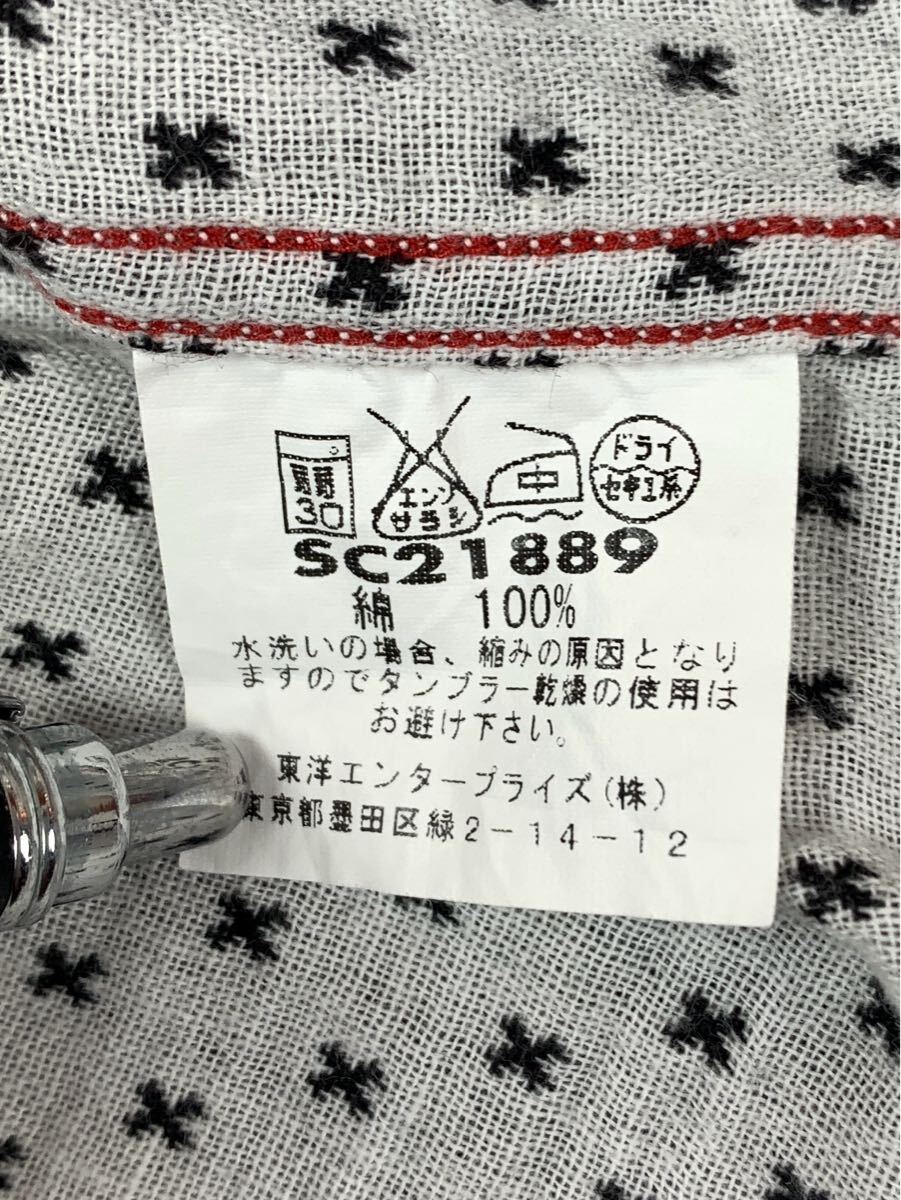 30
エンソ
サラシ
中
ドライ
セキユ系
SC21889
綿 100%
水洗いの場合、縮みの原因となり
ますのでタンブラー乾燥の使用は
お避け下さい。
東洋エンタープライズ(株)
東京都墨田区緑2-14-12